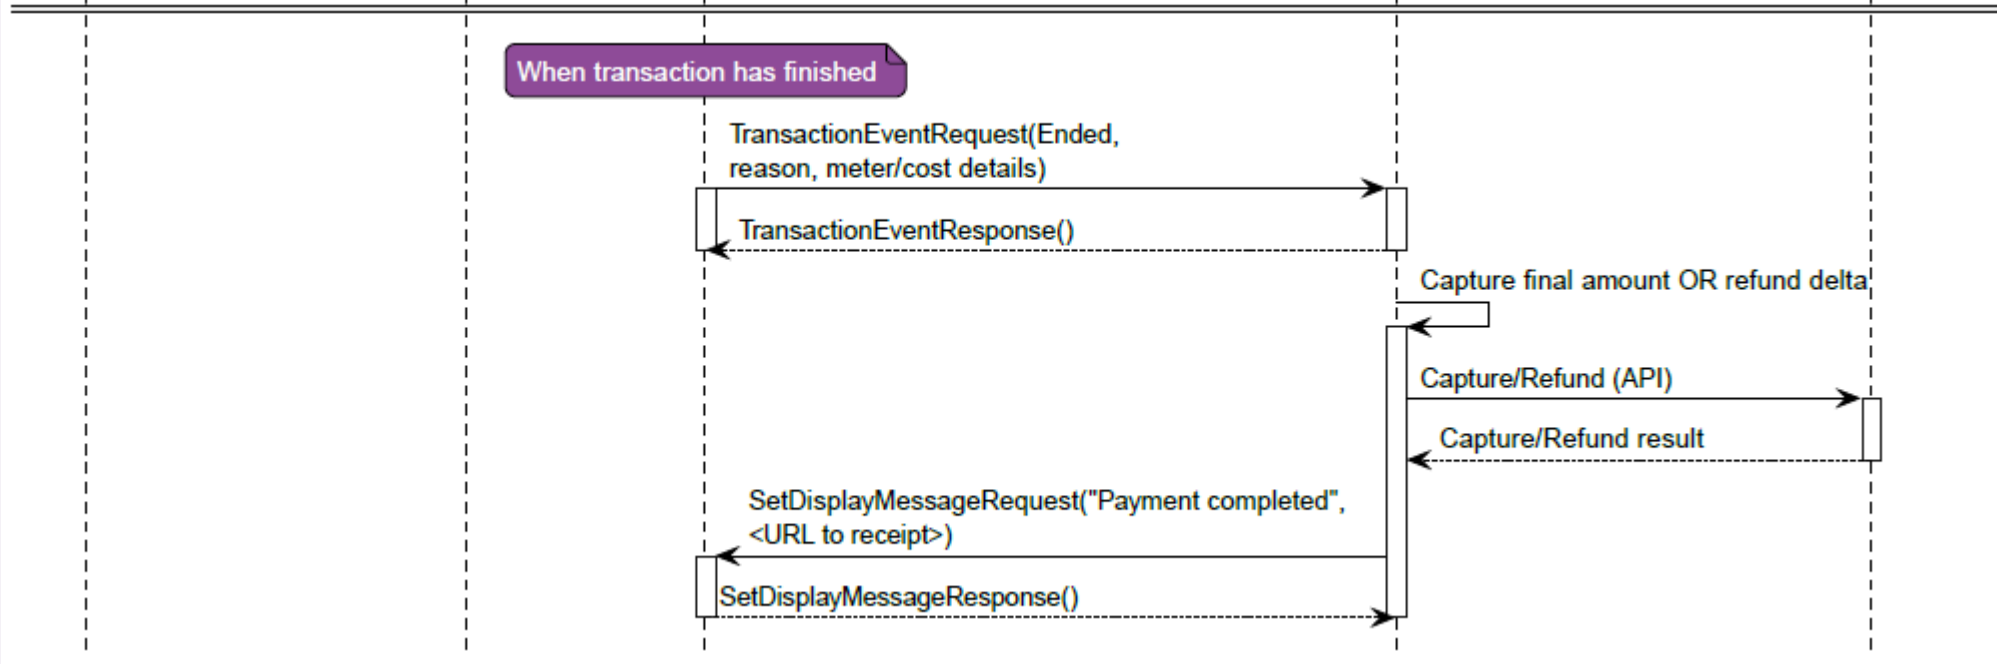 When transaction has finished
TransactionEventRequest(Ended,
reason, meter/cost details)
TransactionEventResponse()
Capture final amount OR refund delta
Capture/Refund (API)
Capture/Refund result
SetDisplayMessageRequest("Payment completed",
<URL to receipt>)
SetDisplayMessageResponse()